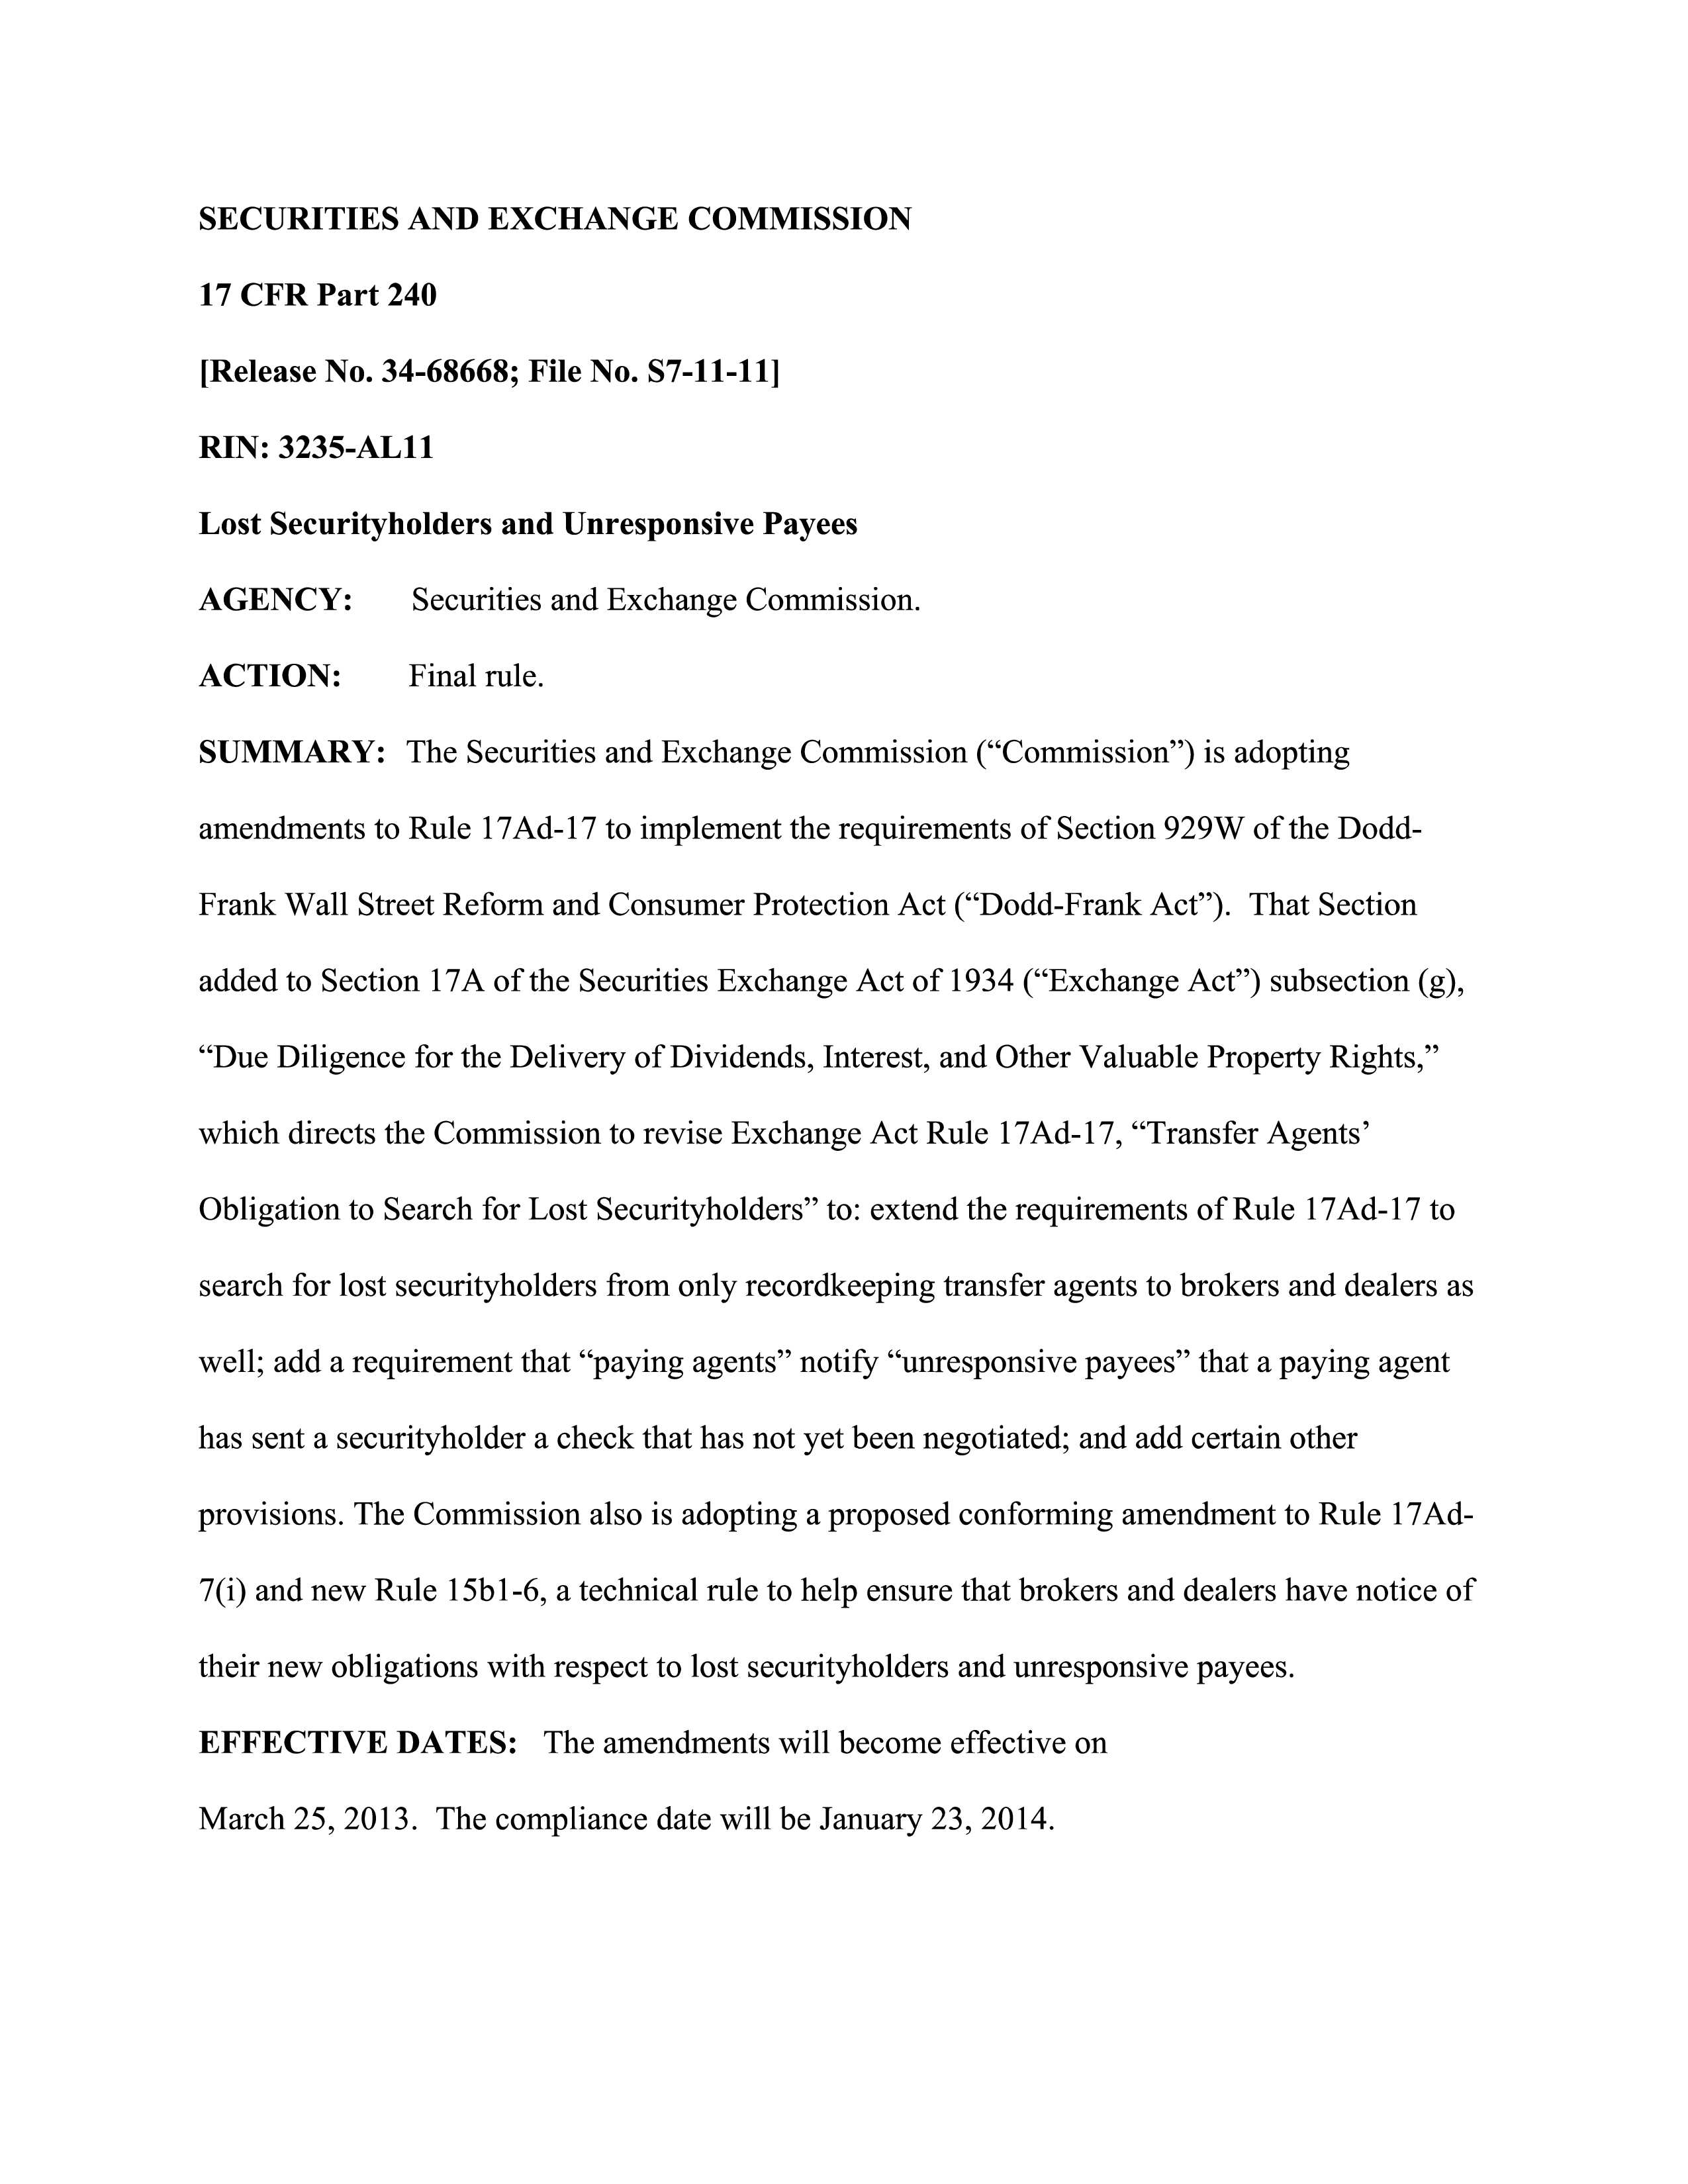 SECURITIES AND EXCHANGE COMMISSION
17 CFR Part 240
[Release No. 34-68668; File No. S7-11-11]
RIN: 3235-AL11
Lost Securityholders and Unresponsive Payees
AGENCY: Securities and Exchange Commission.
ACTION: Final rule.
SUMMARY: The Securities and Exchange Commission (“Commission”) is adopting
amendments to Rule 17Ad-17 to implement the requirements of Section 929W of the Dodd-
Frank Wall Street Reform and Consumer Protection Act (“Dodd-Frank Act”). That Section
added to Section 17A of the Securities Exchange Act of 1934 (“Exchange Act”) subsection (g),
“Due Diligence for the Delivery of Dividends, Interest, and Other Valuable Property Rights,”
which directs the Commission to revise Exchange Act Rule 17Ad-17, “Transfer Agents’
Obligation to Search for Lost Securityholders” to: extend the requirements of Rule 17Ad-17 to
search for lost securityholders from only recordkeeping transfer agents to brokers and dealers as
well; add a requirement that “paying agents” notify “unresponsive payees” that a paying agent
has sent a securityholder a check that has not yet been negotiated; and add certain other
provisions. The Commission also is adopting a proposed conforming amendment to Rule 17Ad-
7(i) and new Rule 15b1-6, a technical rule to help ensure that brokers and dealers have notice of
their new obligations with respect to lost securityholders and unresponsive payees.
EFFECTIVE DATES: The amendments will become effective on
March 25, 2013. The compliance date will be January 23, 2014.